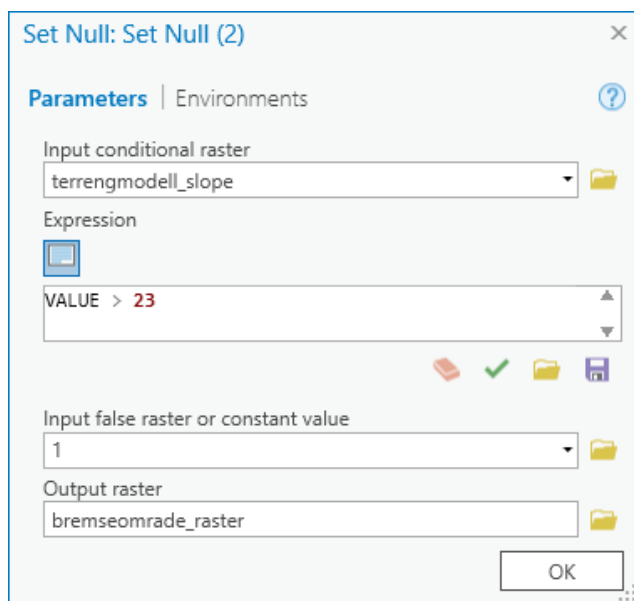 Set Null: Set Null (2)
Parameters | Environments
Input conditional raster
terrengmodell_slope
Expression
VALUE > 23
Input false raster or constant value
1
Output raster
bremseomrade_raster
OK